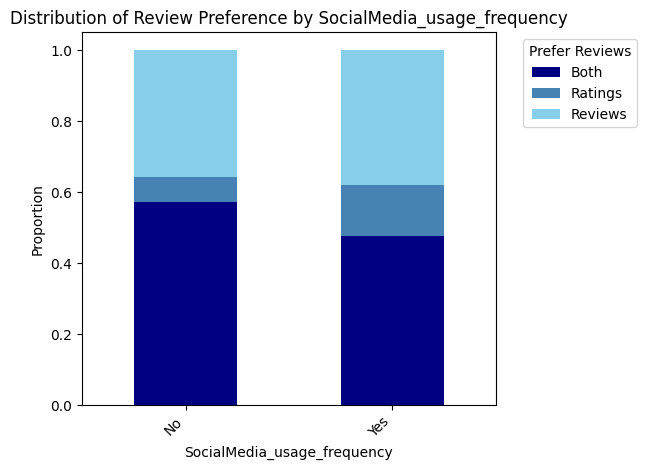 Distribution of Review Preference by SocialMedia_usage_frequency
Prefer Reviews
Both
Ratings
Reviews
Proportion
1.0
0.8
0.6
0.4
0.2
0.0
No
Yes
SocialMedia_usage_frequency